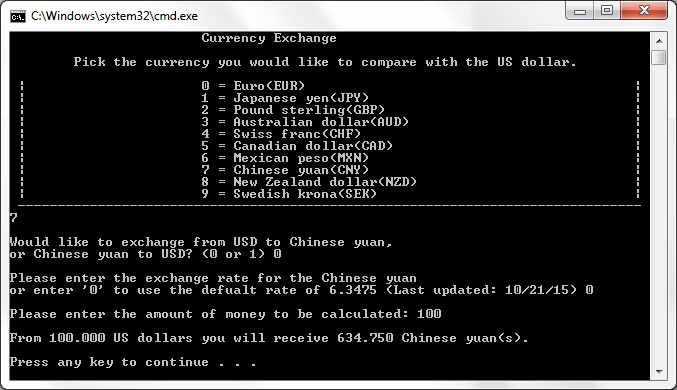 C:\Windows\system32\cmd.exe
Currency Exchange
Pick the currency you would like to compare with the US dollar.
0 = Euro(EUR)
1 = Japanese yen(JPY)
2 = Pound sterling(GBP)
3 = Australian dollar(AUD)
4 = Swiss franc(CHF)
5 = Canadian dollar(CAD)
6 = Mexican peso(MXN)
7 = Chinese yuan(CNY)
8 = New Zealand dollar(NZD)
9 = Swedish krona(SEK)
7
Would like to exchange from USD to Chinese yuan,
or Chinese yuan to USD? (0 or 1) 0
Please enter the exchange rate for the Chinese yuan
or enter '0' to use the defualt rate of 6.3475 (Last updated: 10/21/15) 0
Please enter the amount of money to be calculated: 100
From 100.000 US dollars you will receive 634.750 Chinese yuan(s).
Press any key to continue . . .